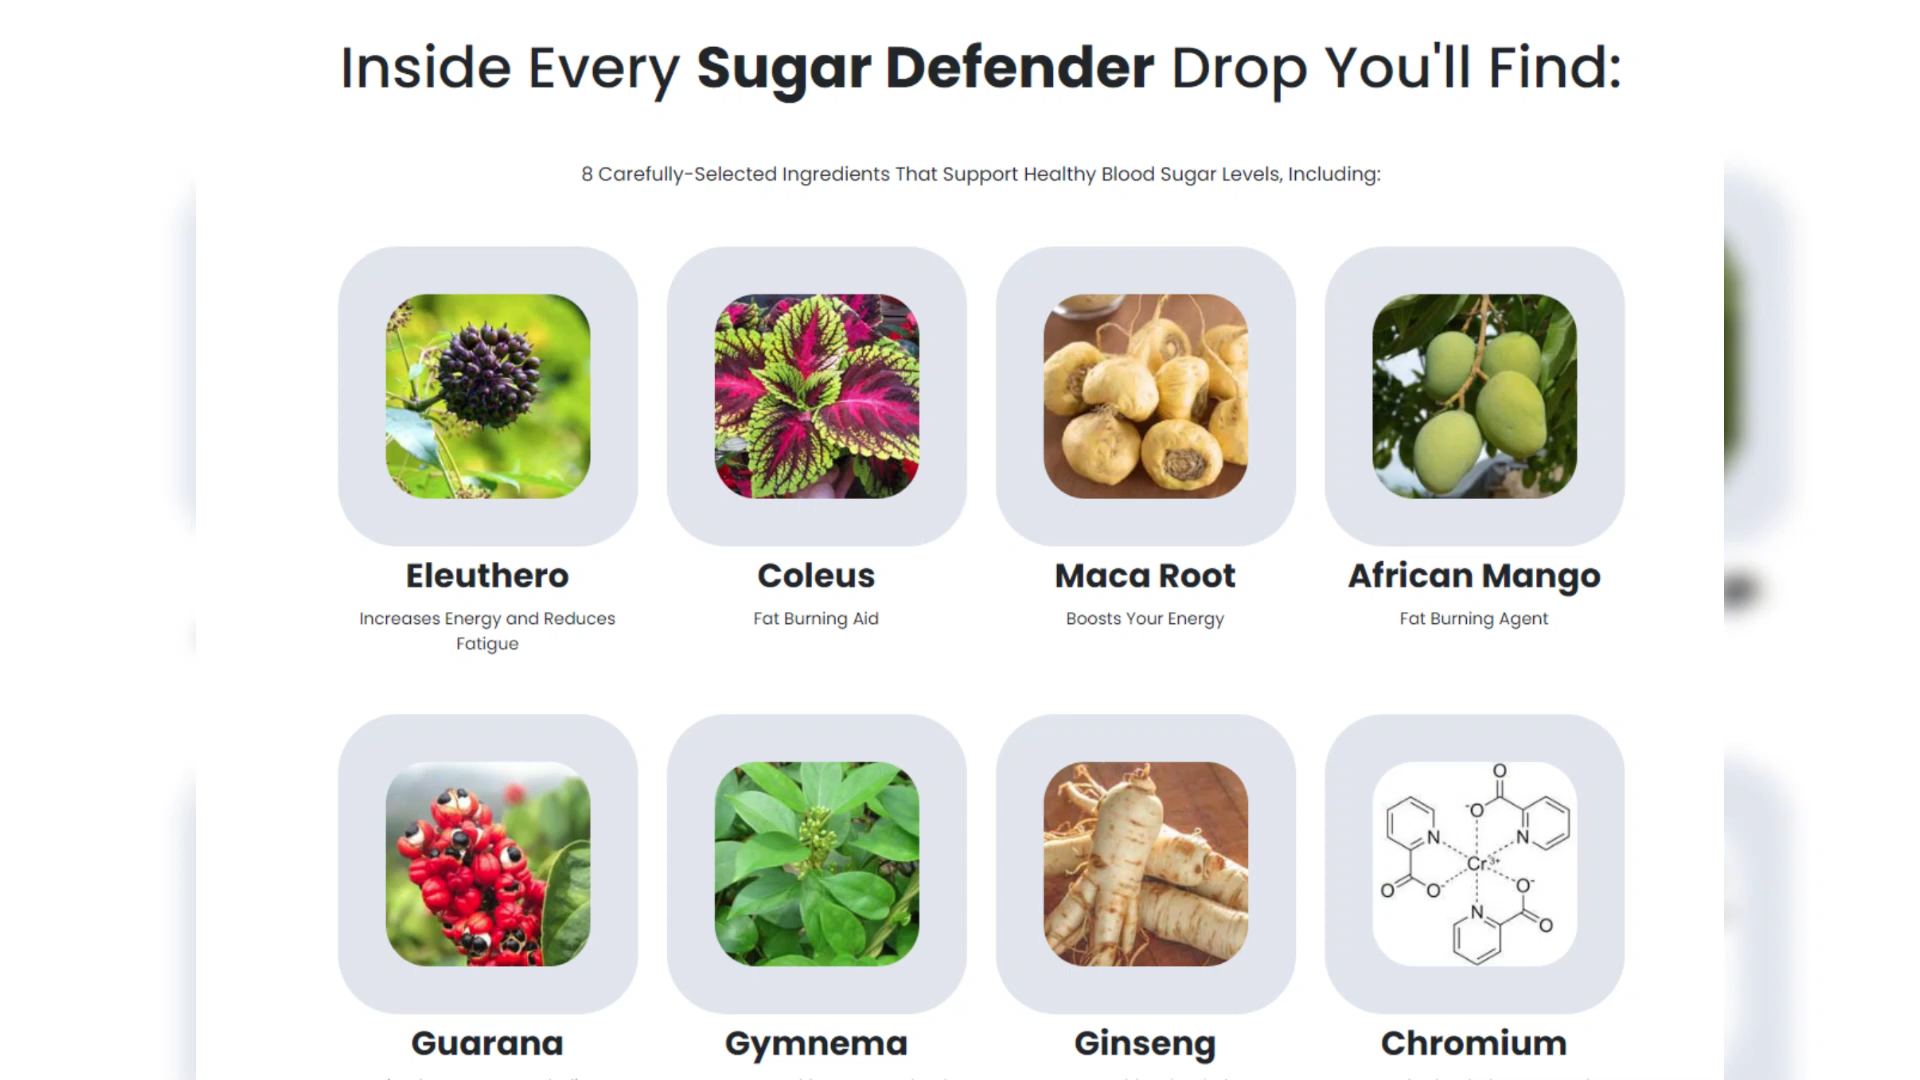 Inside Every Sugar Defender Drop You'll Find:
8 Carefully-Selected Ingredients That Support Healthy Blood Sugar Levels, Including:
Eleuthero
Increases Energy and Reduces
Fatigue
Coleus
Fat Burning Aid
Maca Root
Boosts Your Energy
African Mango
Fat Burning Agent
O
-O
N
N
Cr3+
O
O-
O-
N
O
Guarana
Gymnema
Ginseng
Chromium